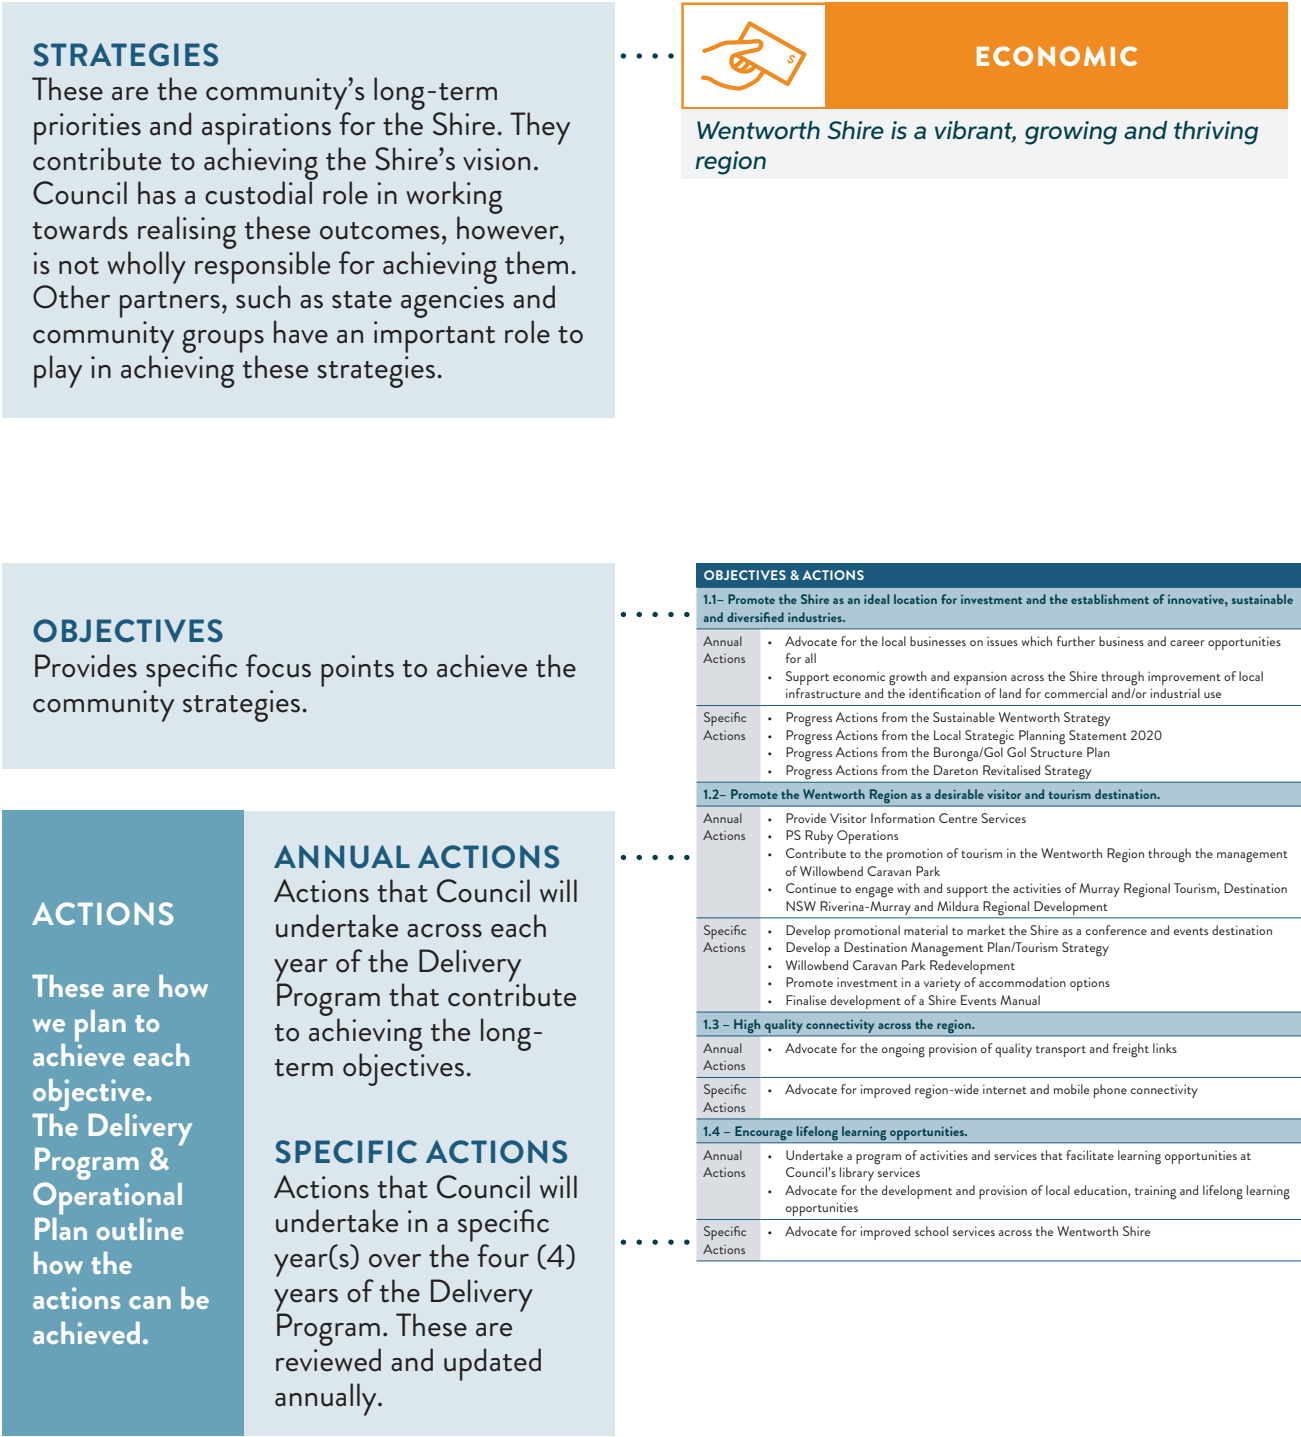 STRATEGIES
These are the community's long-term
priorities and aspirations for the Shire. They
contribute to achieving the Shire's vision.
Council has a custodial role in working
towards realising these outcomes, however,
is not wholly responsible for achieving them.
Other partners, such as state agencies and
community groups have an important role to
play in achieving these strategies.
$
ECONOMIC
Wentworth Shire is a vibrant, growing and thriving
region
OBJECTIVES
Provides specific focus points to achieve the
community strategies.
ACTIONS
These are how
we plan to
achieve each
objective.
The Delivery
Program &
Operational
Plan outline
how the
actions can be
achieved.
ANNUAL ACTIONS
Actions that Council will
undertake across each
year of the Delivery
Program that contribute
to achieving the long-
term objectives.
SPECIFIC ACTIONS
Actions that Council will
undertake in a specific
year(s) over the four (4)
years of the Delivery
Program. These are
reviewed and updated
annually.
OBJECTIVES & ACTIONS
1.1– Promote the Shire as an ideal location for investment and the establishment of innovative, sustainable
and diversified industries.
Annual
Actions
• Advocate for the local businesses on issues which further business and career opportunities
for all
• Support economic growth and expansion across the Shire through improvement of local
infrastructure and the identification of land for commercial and/or industrial use
Specific
Actions
• Progress Actions from the Sustainable Wentworth Strategy
• Progress Actions from the Local Strategic Planning Statement 2020
• Progress Actions from the Buronga/Gol Gol Structure Plan
• Progress Actions from the Dareton Revitalised Strategy
1.2– Promote the Wentworth Region as a desirable visitor and tourism destination.
Annual
Actions
• Provide Visitor Information Centre Services
• PS Ruby Operations
• Contribute to the promotion of tourism in the Wentworth Region through the management
of Willowbend Caravan Park
• Continue to engage with and support the activities of Murray Regional Tourism, Destination
NSW Riverina-Murray and Mildura Regional Development
Specific
Actions
• Develop promotional material to market the Shire as a conference and events destination
• Develop a Destination Management Plan/Tourism Strategy
• Willowbend Caravan Park Redevelopment
• Promote investment in a variety of accommodation options
• Finalise development of a Shire Events Manual
1.3 – High quality connectivity across the region.
Annual
Actions
• Advocate for the ongoing provision of quality transport and freight links
Specific
Actions
• Advocate for improved region-wide internet and mobile phone connectivity
1.4 – Encourage lifelong learning opportunities.
Annual
Actions
• Undertake a program of activities and services that facilitate learning opportunities at
Council's library services
• Advocate for the development and provision of local education, training and lifelong learning
opportunities
Specific
Actions
• Advocate for improved school services across the Wentworth Shire